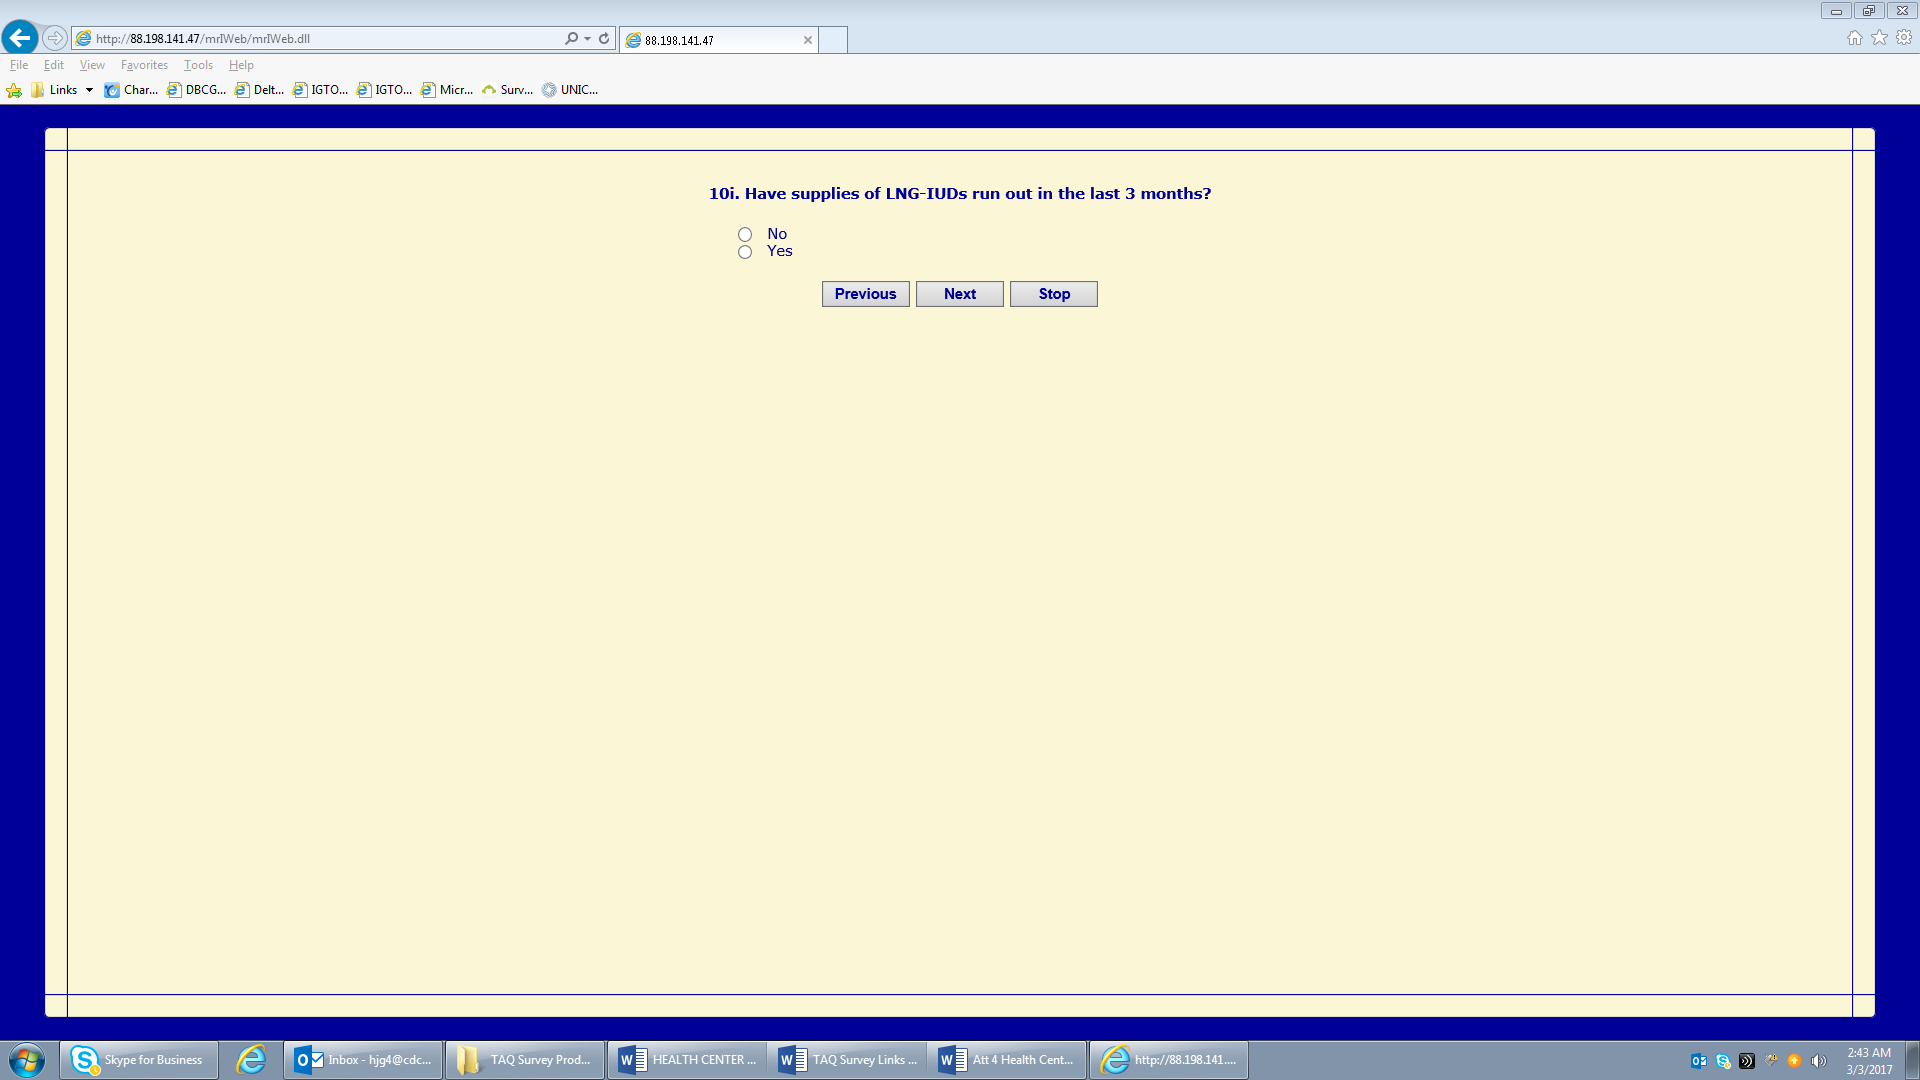 http://88.198.141.47/mrIWeb/mrIWeb.dll
88.198.141.47
File Edit View Favorites Tools Help
Links Char... DBCG... Delt... IGTO... IGTO... Micr... Surv... UNIC...
10i. Have supplies of LNG-IUDs run out in the last 3 months?
No
Yes
Previous Next Stop
Skype for Business Inbox - hjg4@cdc... TAQ Survey Prod... HEALTH CENTER ... TAQ Survey Links ... Att 4 Health Cent... http://88.198.141....
2:43 AM
3/3/2017